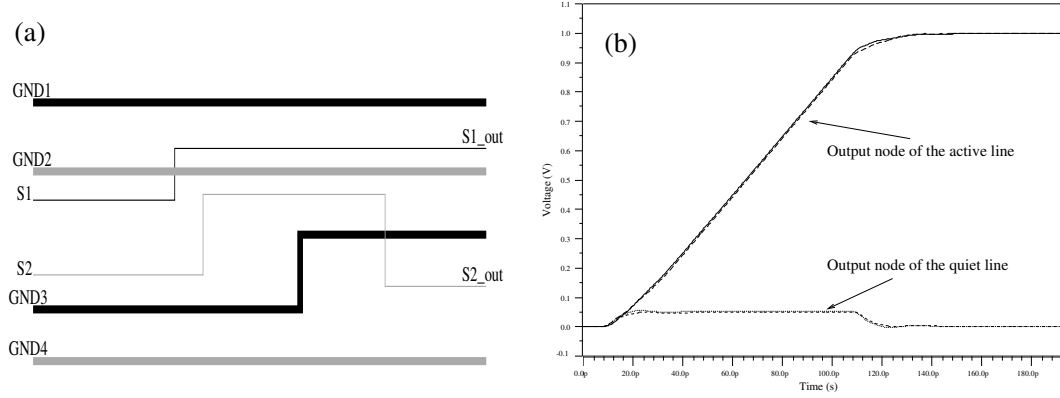 (a)
GND1
S1_out
GND2
S1
S2
S2_out
GND3
GND4
(b)
1.0
0.9
0.8
0.7
0.6
0.5
0.4
0.3
0.2
0.1
0.0
-0.1
Voltage (V)
Output node of the active line
Output node of the quiet line
0.0p 20.0p 40.0p 60.0p 80.0p 100.0p 120.0p 140.0p 160.0p 180.0p
Time (s)